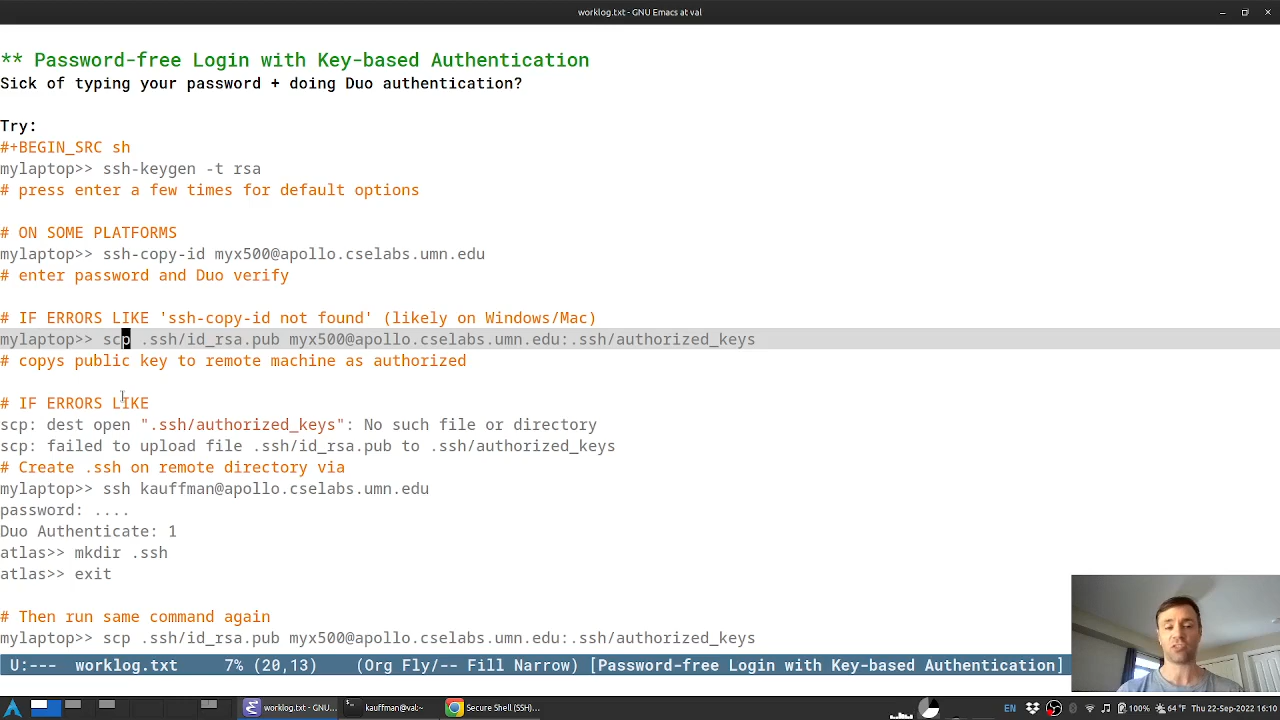 worklog.txt - GNU Emacs at val
** Password-free Login with Key-based Authentication
Sick of typing your password + doing Duo authentication?
Try:
#+BEGIN_SRC sh
mylaptop>> ssh-keygen -t rsa
# press enter a few times for default options
# ON SOME PLATFORMS
mylaptop>> ssh-copy-id myx500@apollo.cselabs.umn.edu
# enter password and Duo verify
# IF ERRORS LIKE 'ssh-copy-id not found' (likely on Windows/Mac)
mylaptop>> scp .ssh/id_rsa.pub myx500@apollo.cselabs.umn.edu:.ssh/authorized_keys
# copys public key to remote machine as authorized
# IF ERRORS LIKE
scp: dest open ".ssh/authorized_keys": No such file or directory
scp: failed to upload file .ssh/id_rsa.pub to .ssh/authorized_keys
# Create .ssh on remote directory via
mylaptop>> ssh kauffman@apollo.cselabs.umn.edu
password: ....
Duo Authenticate: 1
atlas>> mkdir .ssh
atlas>> exit
# Then run same command again
mylaptop>> scp .ssh/id_rsa.pub myx500@apollo.cselabs.umn.edu:.ssh/authorized_keys
U:--- worklog.txt 7% (20,13) (Org Fly/-- Fill Narrow) [Password-free Login with Key-based Authentication]
worklog.txt - GNU... kauffman@val:~ Secure Shell (SSH)... EN 100% 64°F Thu 22-Sep-2022 16:10